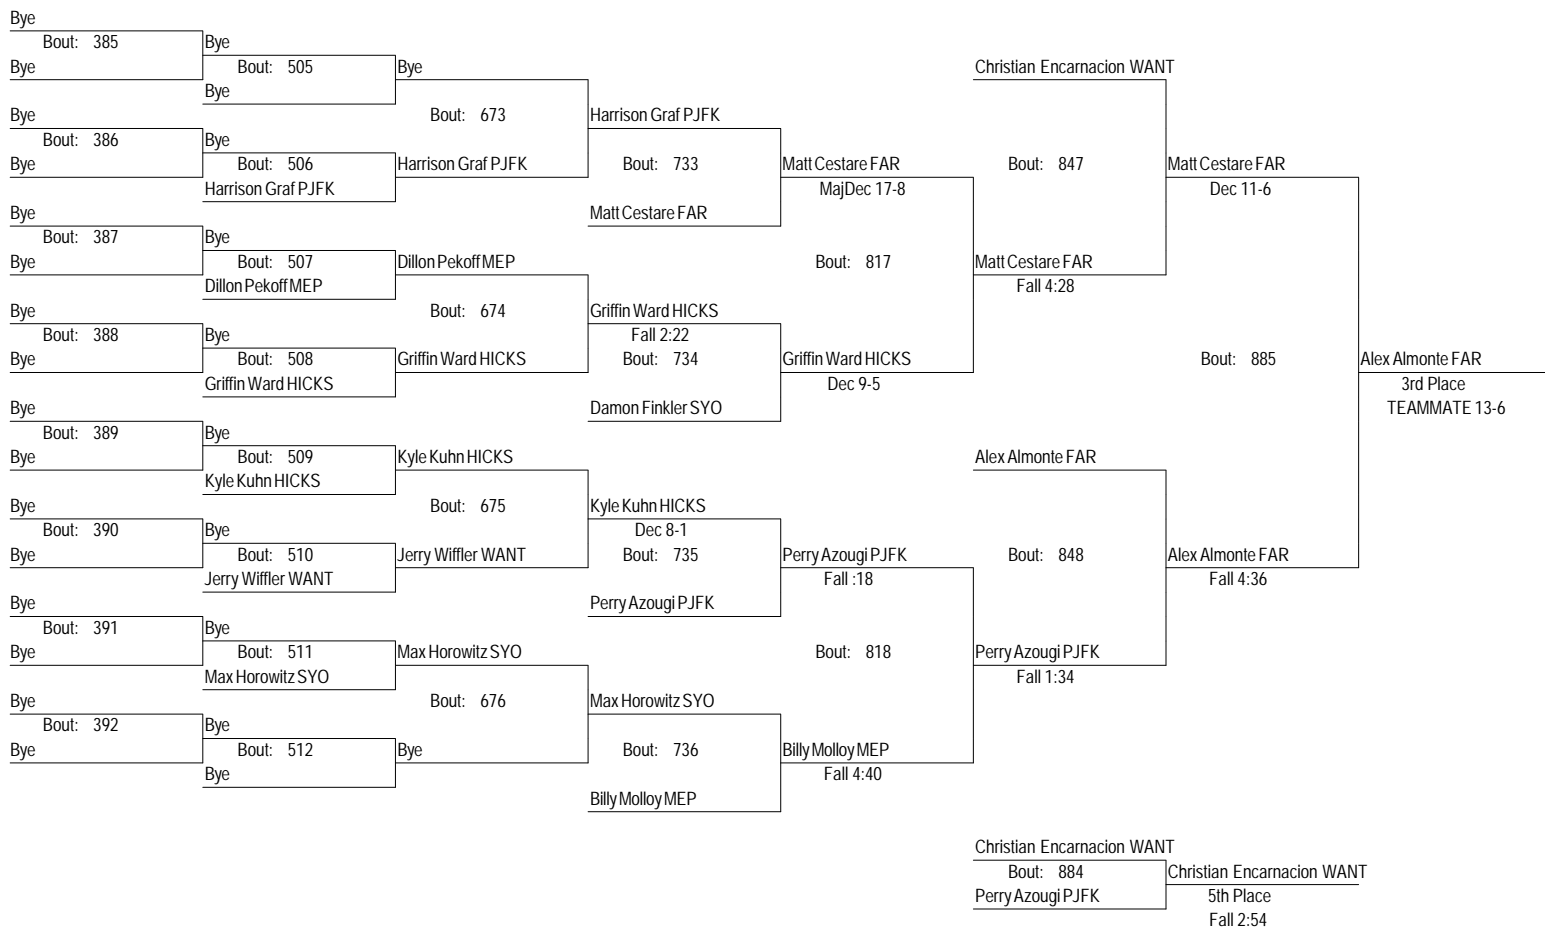 Bye
Bout: 385
Bye
Bye
Bout: 386
Bye
Bye
Bout: 387
Bye
Bye
Bout: 388
Bye
Bye
Bout: 389
Bye
Bye
Bout: 390
Bye
Bye
Bout: 391
Bye
Bye
Bout: 392
Bye
Bye
Bout: 505
Bye
Bye
Bout: 506
Harrison Graf PJFK
Bye
Bout: 507
Dillon Pekoff MEP
Bye
Bout: 508
Griffin Ward HICKS
Bye
Bout: 509
Kyle Kuhn HICKS
Bye
Bout: 510
Jerry Wiffler WANT
Bye
Bout: 511
Max Horowitz SYO
Bye
Bout: 512
Bye
Bye
Bout: 673
Harrison Graf PJFK
Dillon Pekoff MEP
Bout: 674
Griffin Ward HICKS
Kyle Kuhn HICKS
Bout: 675
Jerry Wiffler WANT
Max Horowitz SYO
Bout: 676
Bye
Harrison Graf PJFK
Bout: 733
Matt Cestare FAR
Griffin Ward HICKS
Fall 2:22
Bout: 734
Damon Finkler SYO
Kyle Kuhn HICKS
Dec 8-1
Bout: 735
Perry Azougi PJFK
Max Horowitz SYO
Bout: 736
Billy Molloy MEP
Matt Cestare FAR
MajDec 17-8
Bout: 817
Griffin Ward HICKS
Dec 9-5
Perry Azougi PJFK
Fall :18
Bout: 818
Billy Molloy MEP
Fall 4:40
Christian Encarnacion WANT
Bout: 847
Matt Cestare FAR
Fall 4:28
Alex Almonte FAR
Bout: 848
Perry Azougi PJFK
Fall 1:34
Matt Cestare FAR
Dec 11-6
Bout: 885
Alex Almonte FAR
Fall 4:36
Alex Almonte FAR
3rd Place
TEAMMATE 13-6
Christian Encarnacion WANT
Bout: 884
Perry Azougi PJFK
Christian Encarnacion WANT
5th Place
Fall 2:54